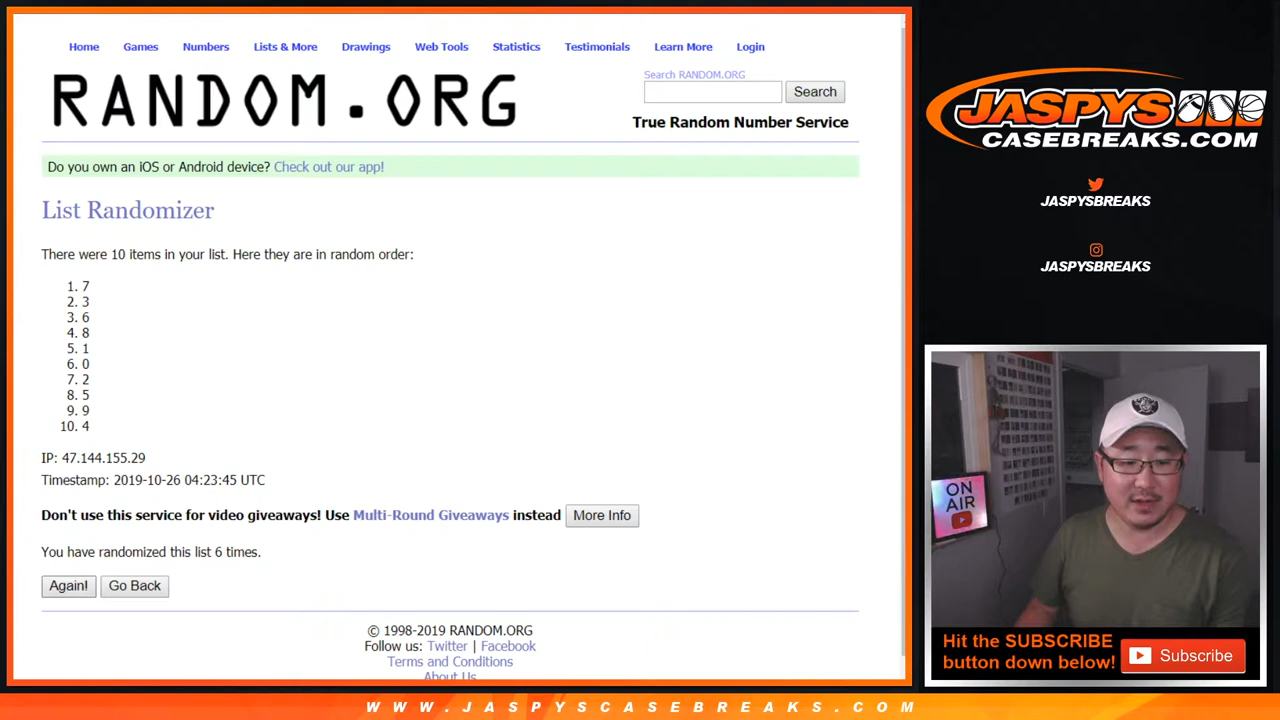 Home Games Numbers Lists & More Drawings Web Tools Statistics Testimonials Learn More Login
RANDOM.ORG
Search RANDOM.ORG
Search
True Random Number Service
Do you own an iOS or Android device? Check out our app!
List Randomizer
There were 10 items in your list. Here they are in random order:
1. 7
2. 3
3. 6
4. 8
5. 1
6. 0
7. 2
8. 5
9. 9
10. 4
IP: 47.144.155.29
Timestamp: 2019-10-26 04:23:45 UTC
Don't use this service for video giveaways! Use Multi-Round Giveaways instead More Info
You have randomized this list 6 times.
Again! Go Back
© 1998-2019 RANDOM.ORG
Follow us: Twitter | Facebook
Terms and Conditions
About Us
JASPYS
CASEBREAKS.COM
JASPYSBREAKS
JASPYSBREAKS
ON
AIR
Hit the SUBSCRIBE
button down below!
Subscribe
WWW.JASPYSCASEBREAKS.COM